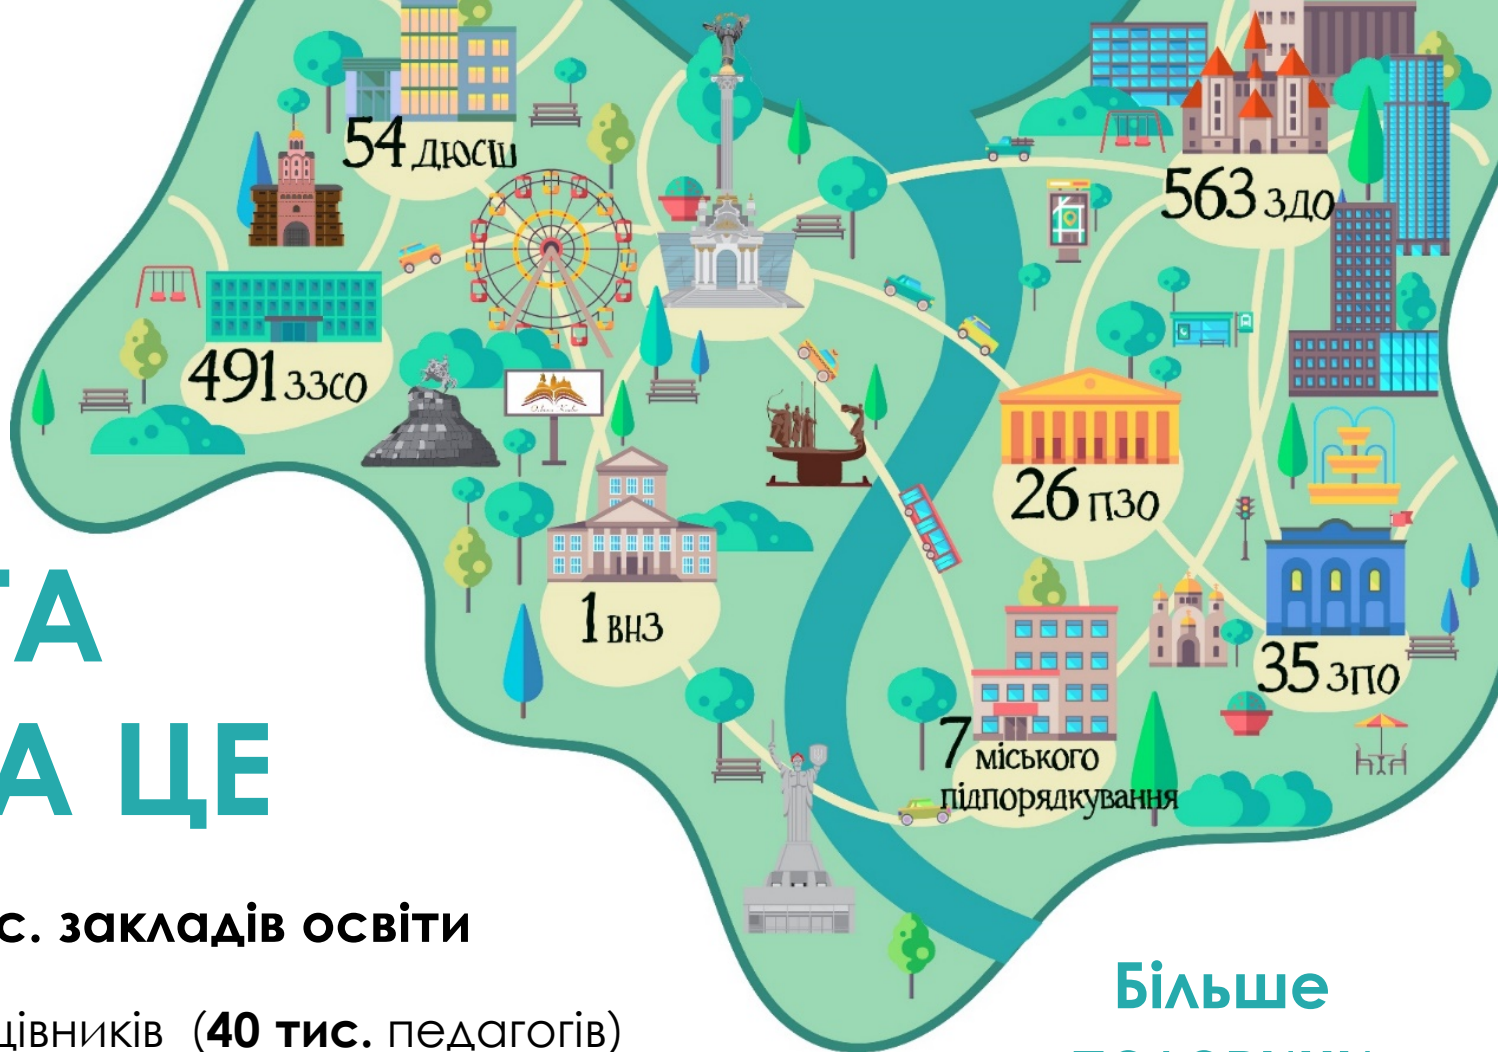 54 ДЮСШ
563 ЗДО
491 ЗЗСО
26 ПЗО
1 ВНЗ
35 ЗПО
7 міського
підпорядкування
ТА
А ЦЕ
с. закладів освіти
цівників (40 тис. педагогів)
Більше